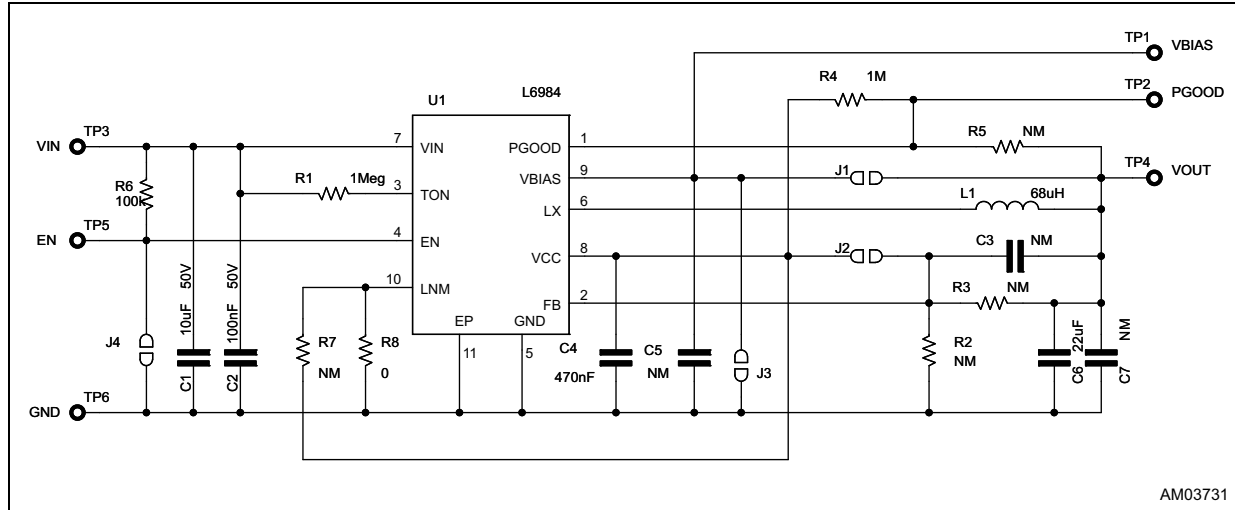 TP1
VBIAS
R4 1M
TP2
PGOOD
U1 L6984
TP3
VIN
7 VIN
PGOOD 1
R5 NM
R1 1Meg
3 TON
VBIAS 9
J1
TP4
VOUT
R6
100k
LX 6
L1 68uH
TP5
EN
4 EN
VCC 8
J2
C3 NM
10 LNM
FB 2
R3 NM
EP GND
11 5
J4
10uF 50V
C1
100nF 50V
C2
R7
NM
R8
0
C4
470nF
C5
NM
J3
R2
NM
22uF
C6
NM
C7
TP6
GND
AM03731